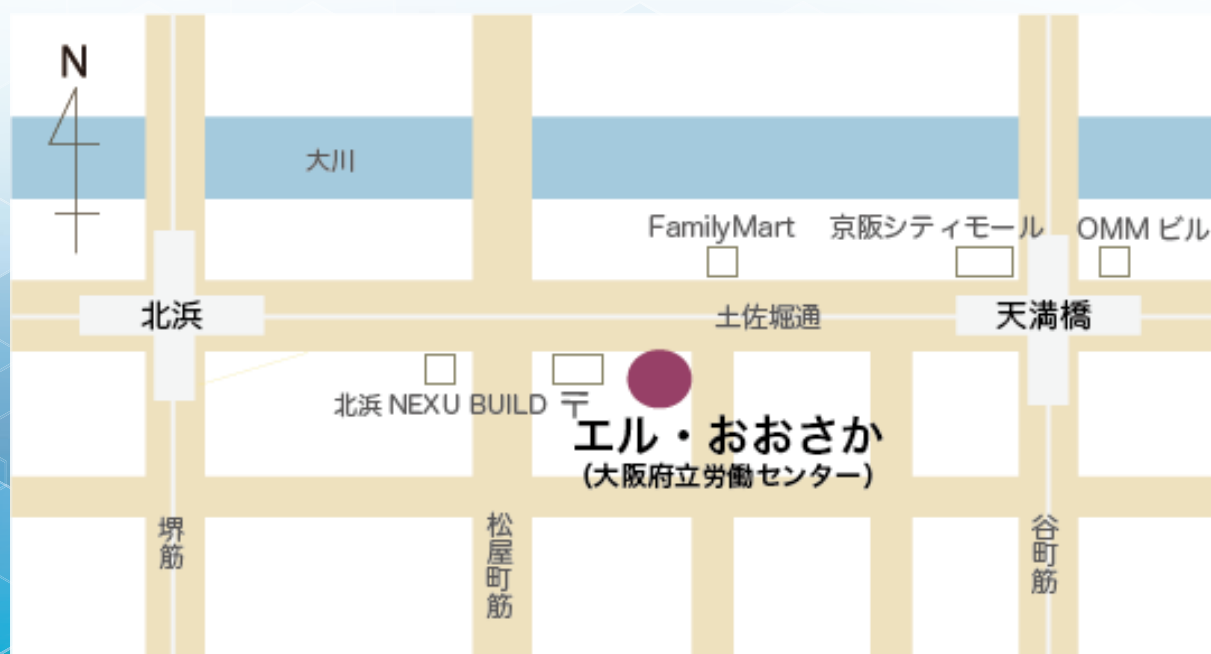 N
大川
FamilyMart
京阪シティモール
OMM ビル
北浜
土佐堀通
天満橋
北浜 NEXU BUILD
〒
エル・おおさか
(大阪府立労働センター)
堺筋
松屋町筋
谷町筋